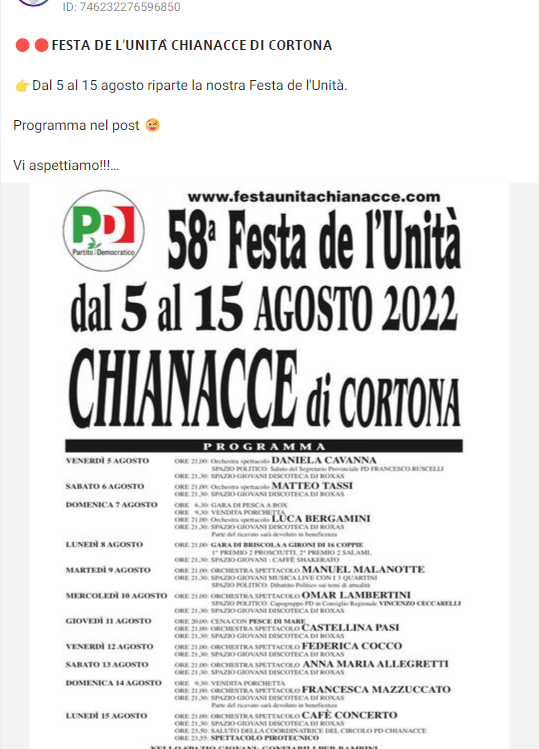 ID: 746232276596850
🔴🔴FESTA DE L'UNITÀ CHIANACCE DI CORTONA
👉Dal 5 al 15 agosto riparte la nostra Festa de l'Unità.
Programma nel post 😉
Vi aspettiamo!!!...
www.festaunitachianacce.com
PD
Partito Democratico
58ª Festa de l'Unità
dal 5 al 15 AGOSTO 2022
CHIANACCE di CORTONA
PROGRAMMA
VENERDÌ 5 AGOSTO ORE 21,00: Orchestra spettacolo DANIELA CAVANNA
SPAZIO POLITICO: Saluto del Segretario Provinciale PD FRANCESCO RUSCELLI
ORE 21,30: SPAZIO GIOVANI DISCOTECA DJ ROXAS
SABATO 6 AGOSTO ORE 21,00: Orchestra spettacolo MATTEO TASSI
ORE 21,30: SPAZIO GIOVANI DISCOTECA DJ ROXAS
DOMENICA 7 AGOSTO ORE 6,30: GARA DI PESCA A BOX
ORE 9,30: VENDITA PORCHETTA
ORE 21,00: Orchestra spettacolo LUCA BERGAMINI
ORE 21,30: SPAZIO GIOVANI DISCOTECA DJ ROXAS
Parte del ricavato sarà devoluto in beneficenza
LUNEDÌ 8 AGOSTO ORE 21,00: GARA DI BRISCOLA A GIRONI DI 16 COPPIE
1° PREMIO 2 PROSCIUTTI, 2° PREMIO 2 SALAMI,
ORE 21,30: SPAZIO GIOVANI : CAFFÈ SHAKERATO
MARTEDÌ 9 AGOSTO ORE 21,00: ORCHESTRA SPETTACOLO MANUEL MALANOTTE
ORE 21,30: SPAZIO GIOVANI MUSICA LIVE CON I 3 QUARTINI
SPAZIO POLITICO: Dibattito Politico sui temi di attualità
MERCOLEDÌ 10 AGOSTO ORE 21,00: ORCHESTRA SPETTACOLO OMAR LAMBERTINI
SPAZIO POLITICO: Capogruppo PD in Consiglio Regionale VINCENZO CECCARELLI
ORE 21,30: SPAZIO GIOVANI DISCOTECA DJ ROXAS
GIOVEDÌ 11 AGOSTO ORE 20,00: CENA CON PESCE DI MARE
ORE 21,00: ORCHESTRA SPETTACOLO CASTELLINA PASI
ORE 21,30: SPAZIO GIOVANI DISCOTECA DJ ROXAS
VENERDÌ 12 AGOSTO ORE 21,00: ORCHESTRA SPETTACOLO FEDERICA COCCO
ORE 21,30: SPAZIO GIOVANI DISCOTECA DJ ROXAS
SABATO 13 AGOSTO ORE 21,00: ORCHESTRA SPETTACOLO ANNA MARIA ALLEGRETTI
ORE 21,30: SPAZIO GIOVANI DISCOTECA DJ ROXAS
DOMENICA 14 AGOSTO ORE 9,30: VENDITA PORCHETTA
ORE 21,00: ORCHESTRA SPETTACOLO FRANCESCA MAZZUCCATO
ORE 21,30: SPAZIO GIOVANI DISCOTECA DJ ROXAS
Parte del ricavato sarà devoluto in beneficenza
LUNEDÌ 15 AGOSTO ORE 21,00: ORCHESTRA SPETTACOLO CAFÈ CONCERTO
ORE 21,30: SPAZIO GIOVANI DISCOTECA DJ ROXAS
ORE 23,50: SALUTO DELLA COORDINATRICE DEL CIRCOLO PD CHIANACCE
ORE 23,55: SPETTACOLO PIROTECNICO
NELLO SPAZIO GIOVANI: GONFIABILI PER BAMBINI